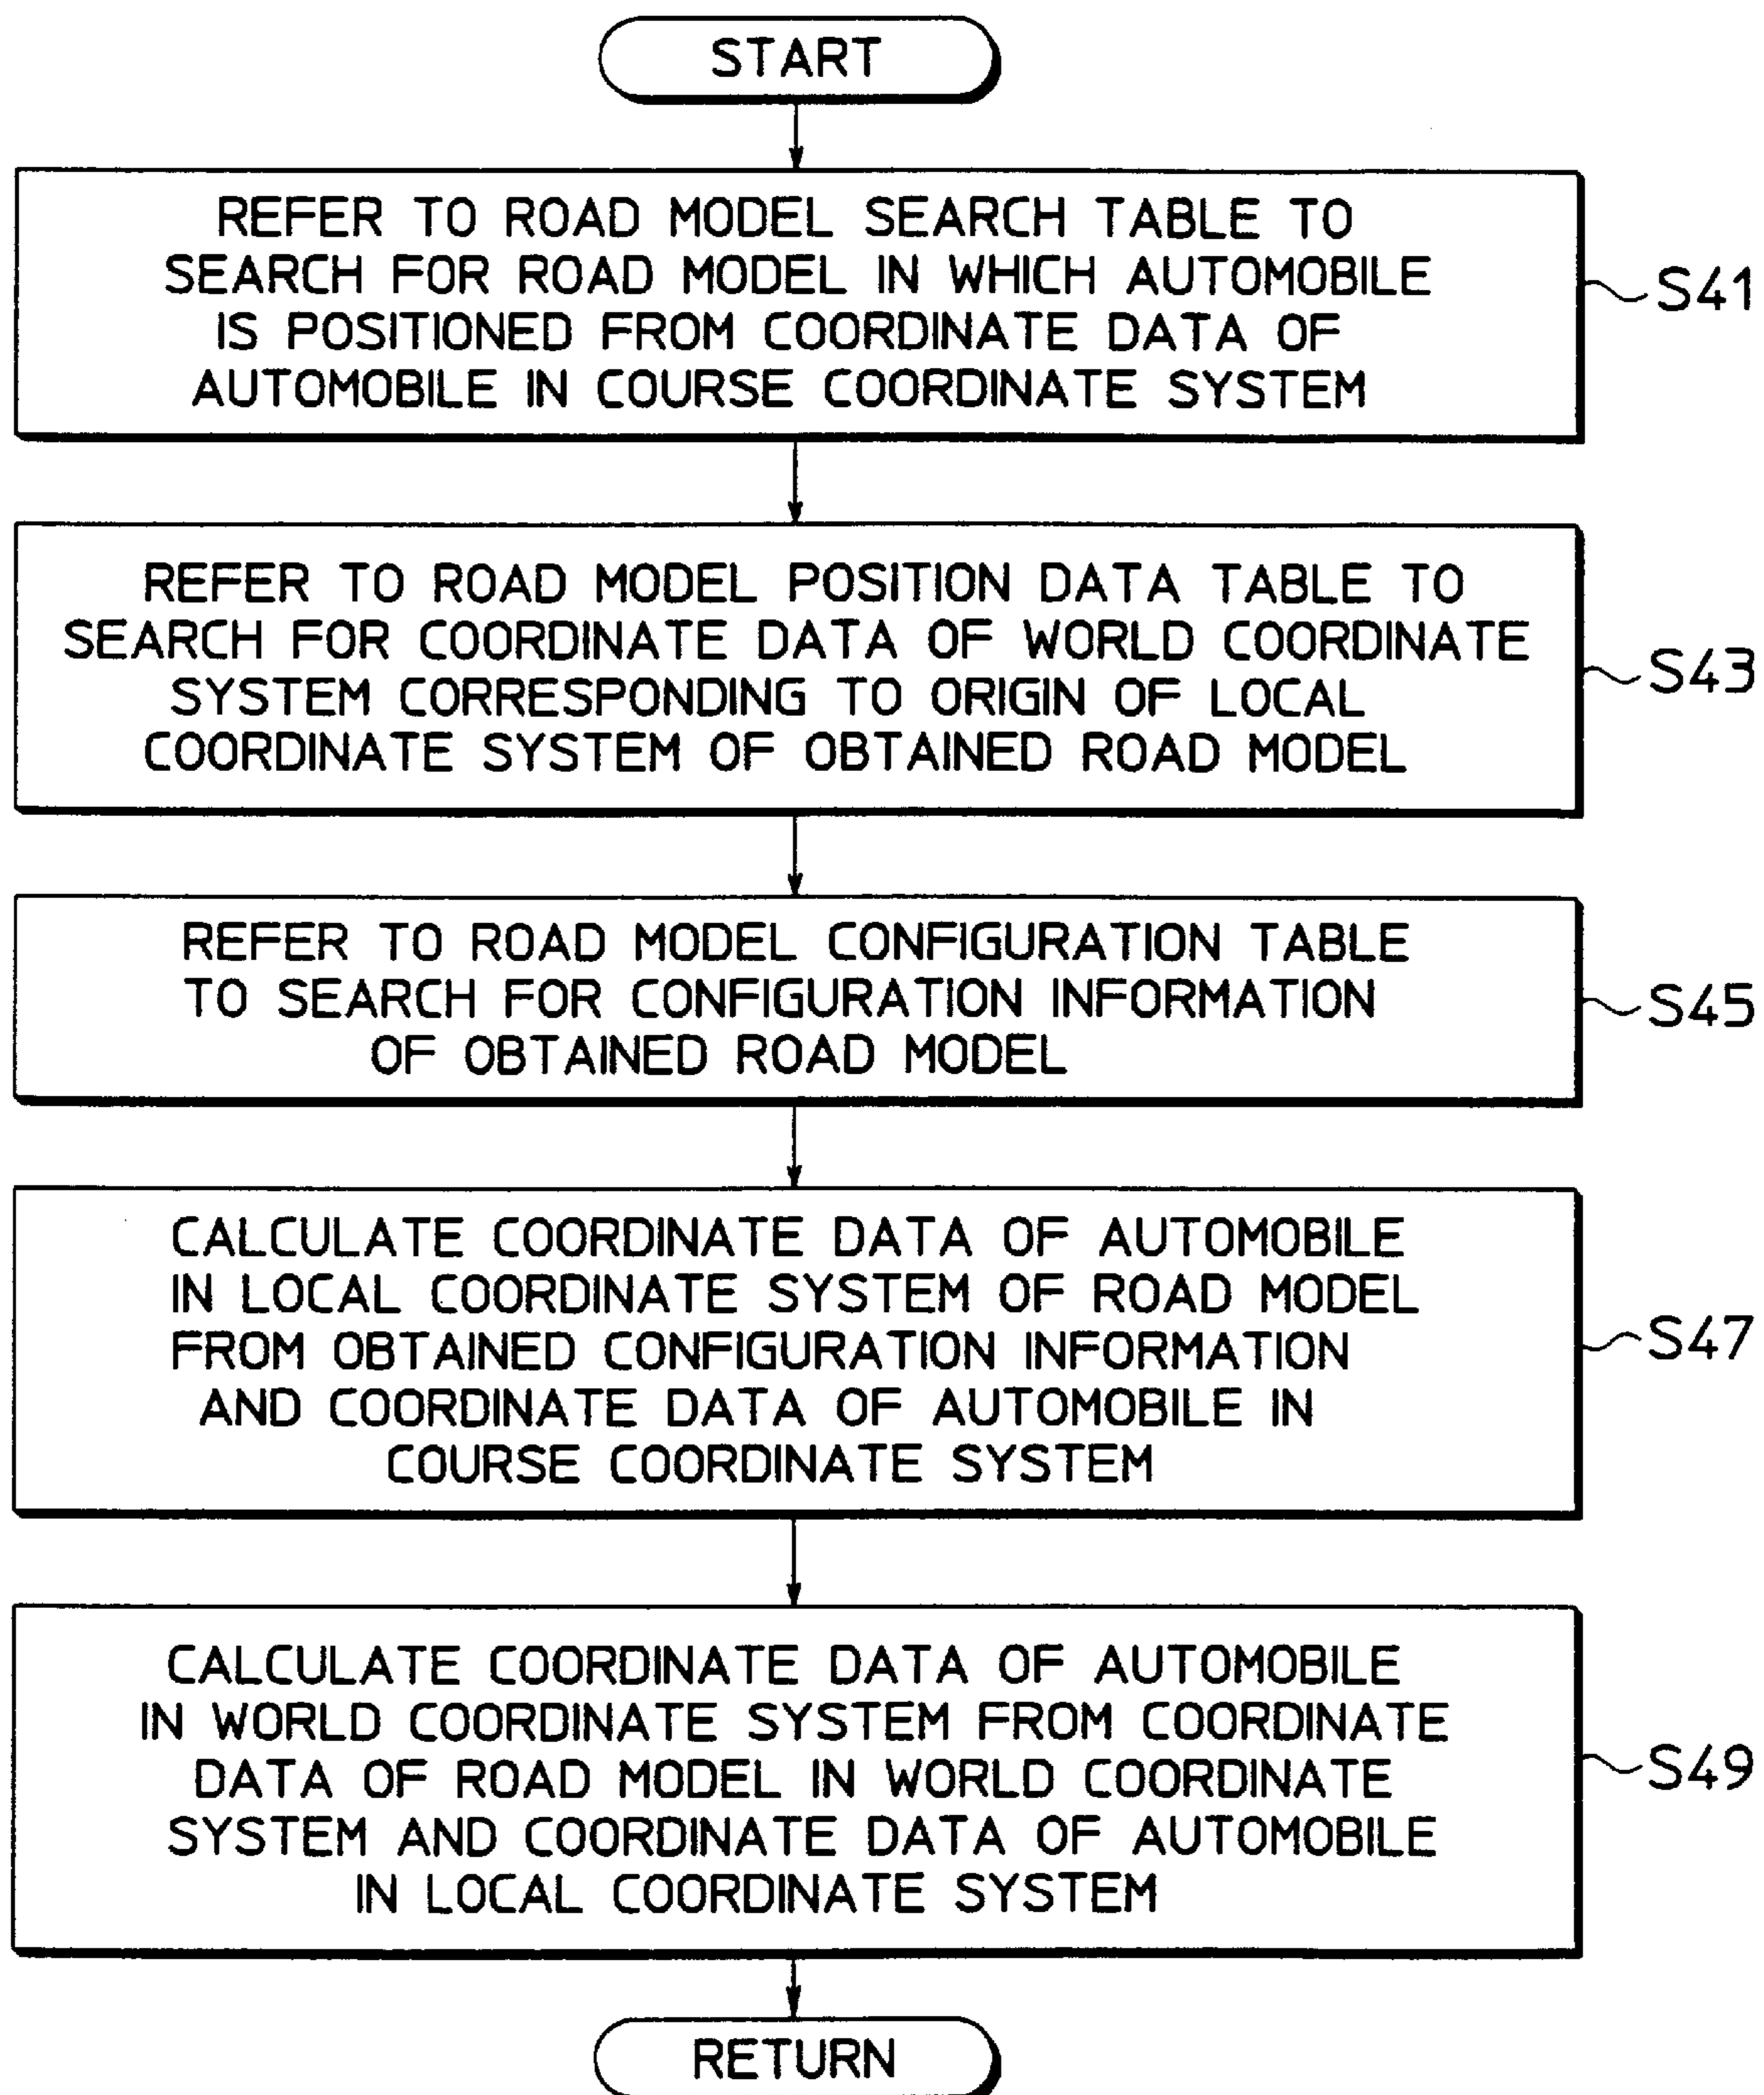 START
REFER TO ROAD MODEL SEARCH TABLE TO
SEARCH FOR ROAD MODEL IN WHICH AUTOMOBILE
IS POSITIONED FROM COORDINATE DATA OF
AUTOMOBILE IN COURSE COORDINATE SYSTEM
S41
REFER TO ROAD MODEL POSITION DATA TABLE TO
SEARCH FOR COORDINATE DATA OF WORLD COORDINATE
SYSTEM CORRESPONDING TO ORIGIN OF LOCAL
COORDINATE SYSTEM OF OBTAINED ROAD MODEL
S43
REFER TO ROAD MODEL CONFIGURATION TABLE
TO SEARCH FOR CONFIGURATION INFORMATION
OF OBTAINED ROAD MODEL
S45
CALCULATE COORDINATE DATA OF AUTOMOBILE
IN LOCAL COORDINATE SYSTEM OF ROAD MODEL
FROM OBTAINED CONFIGURATION INFORMATION
AND COORDINATE DATA OF AUTOMOBILE IN
COURSE COORDINATE SYSTEM
S47
CALCULATE COORDINATE DATA OF AUTOMOBILE
IN WORLD COORDINATE SYSTEM FROM COORDINATE
DATA OF ROAD MODEL IN WORLD COORDINATE
SYSTEM AND COORDINATE DATA OF AUTOMOBILE
IN LOCAL COORDINATE SYSTEM
S49
RETURN